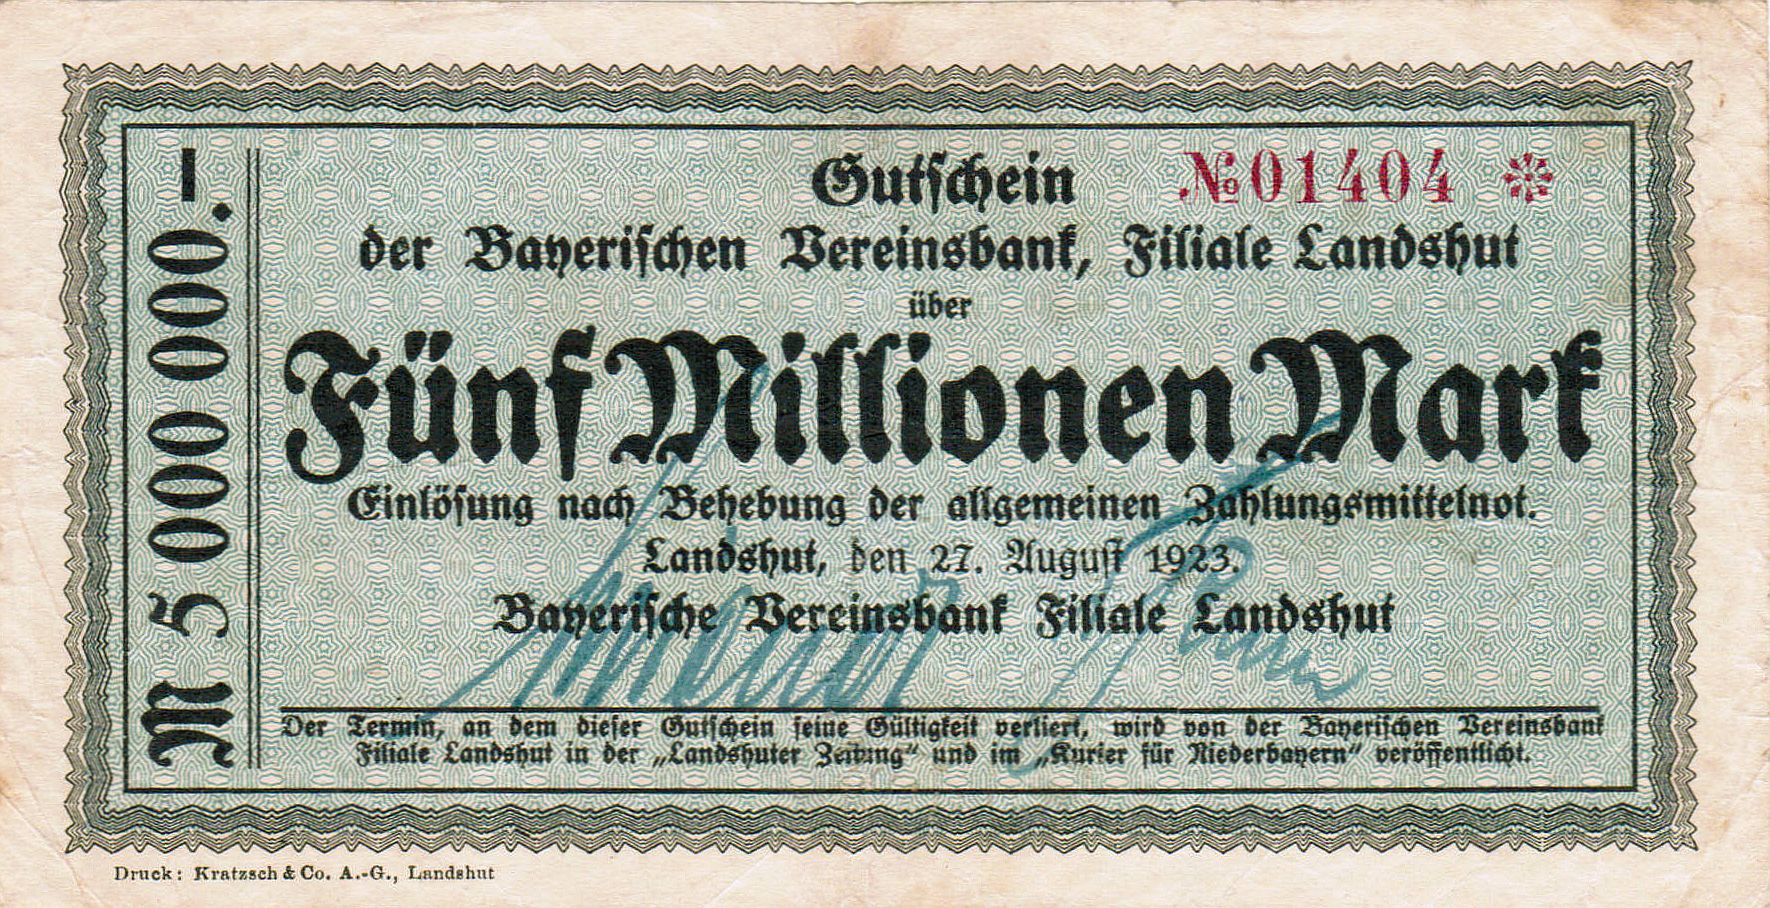 M 5 000 000.–
Gutschein № 01404 *
der Bayerischen Vereinsbank, Filiale Landshut
über
Fünf Millionen Mark
Einlösung nach Behebung der allgemeinen Zahlungsmittelnot.
Landshut, den 27. August 1923.
Bayerische Vereinsbank Filiale Landshut
Der Termin, an dem dieser Gutschein seine Gültigkeit verliert, wird von der Bayerischen Vereinsbank
Filiale Landshut in der „Landshuter Zeitung“ und im „Kurier für Niederbayern“ veröffentlicht.
Druck: Kratzsch & Co. A.-G., Landshut